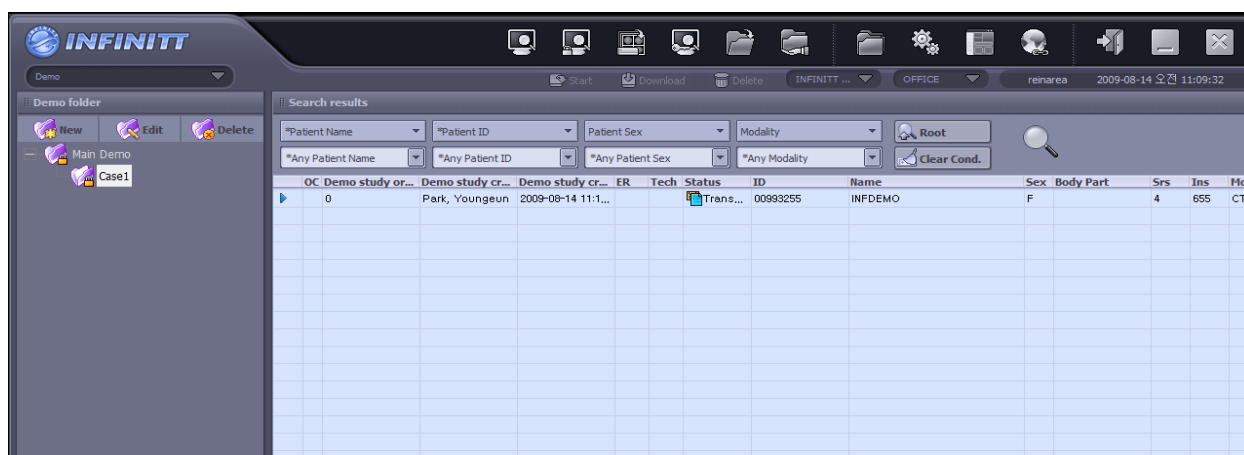 INFINITT
Demo
Start Download Delete INFINITT ... OFFICE reinarea 2009-08-14 오전 11:09:32
Demo folder
New Edit Delete
Main Demo
Case1
Search results
*Patient Name *Patient ID Patient Sex Modality Root
*Any Patient Name *Any Patient ID *Any Patient Sex *Any Modality Clear Cond.
OC Demo study or... Demo study cr... Demo study cr... ER Tech Status ID Name Sex Body Part Srs Ins Mo
0 Park, Youngeun 2009-08-14 11:1... Trans... 00993255 INFDEMO F 4 655 CT